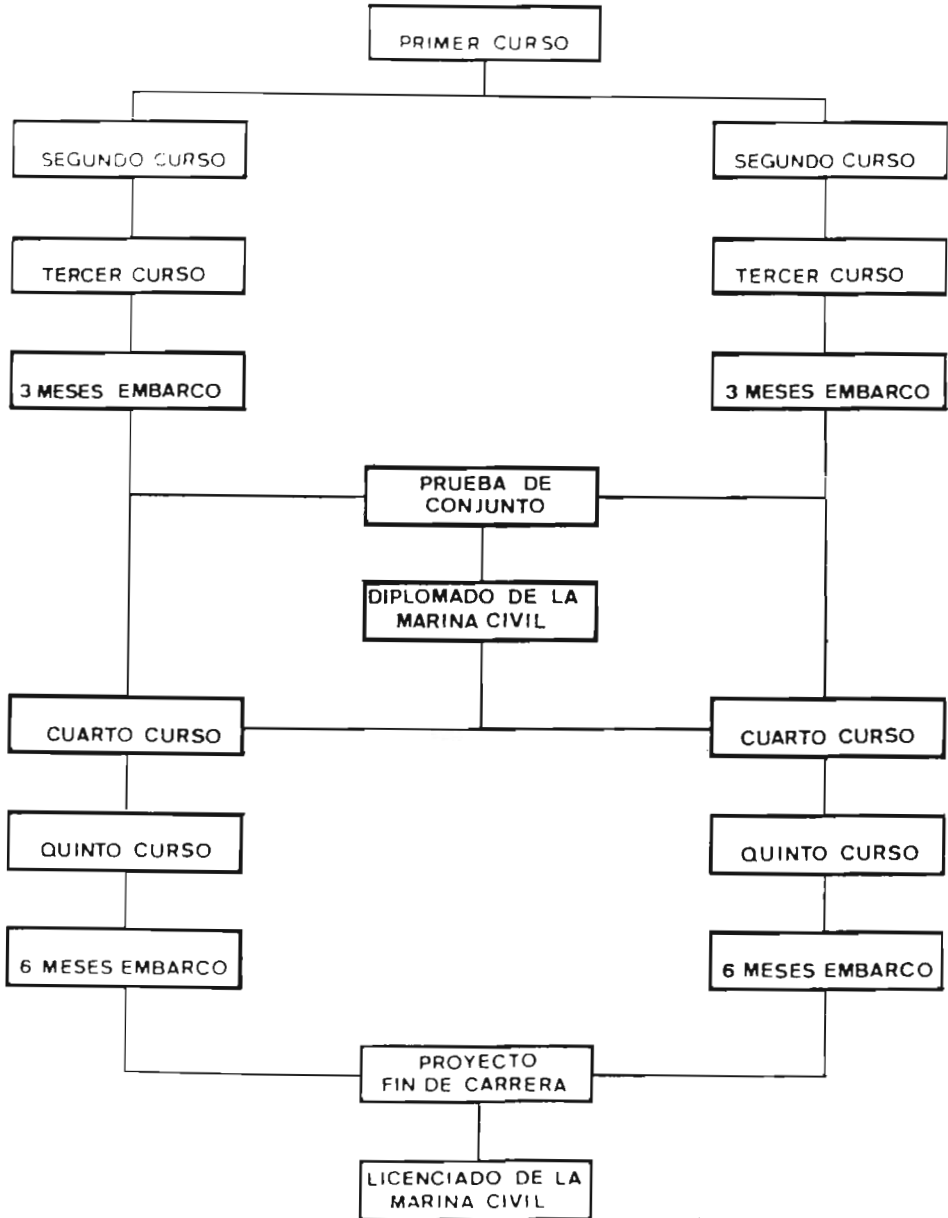 PRIMER CURSO
SEGUNDO CURSO
SEGUNDO CURSO
TERCER CURSO
TERCER CURSO
3 MESES EMBARCO
3 MESES EMBARCO
PRUEBA DE
CONJUNTO
DIPLOMADO DE LA
MARINA CIVIL
CUARTO CURSO
CUARTO CURSO
QUINTO CURSO
QUINTO CURSO
6 MESES EMBARCO
6 MESES EMBARCO
PROYECTO
FIN DE CARRERA
LICENCIADO DE LA
MARINA CIVIL